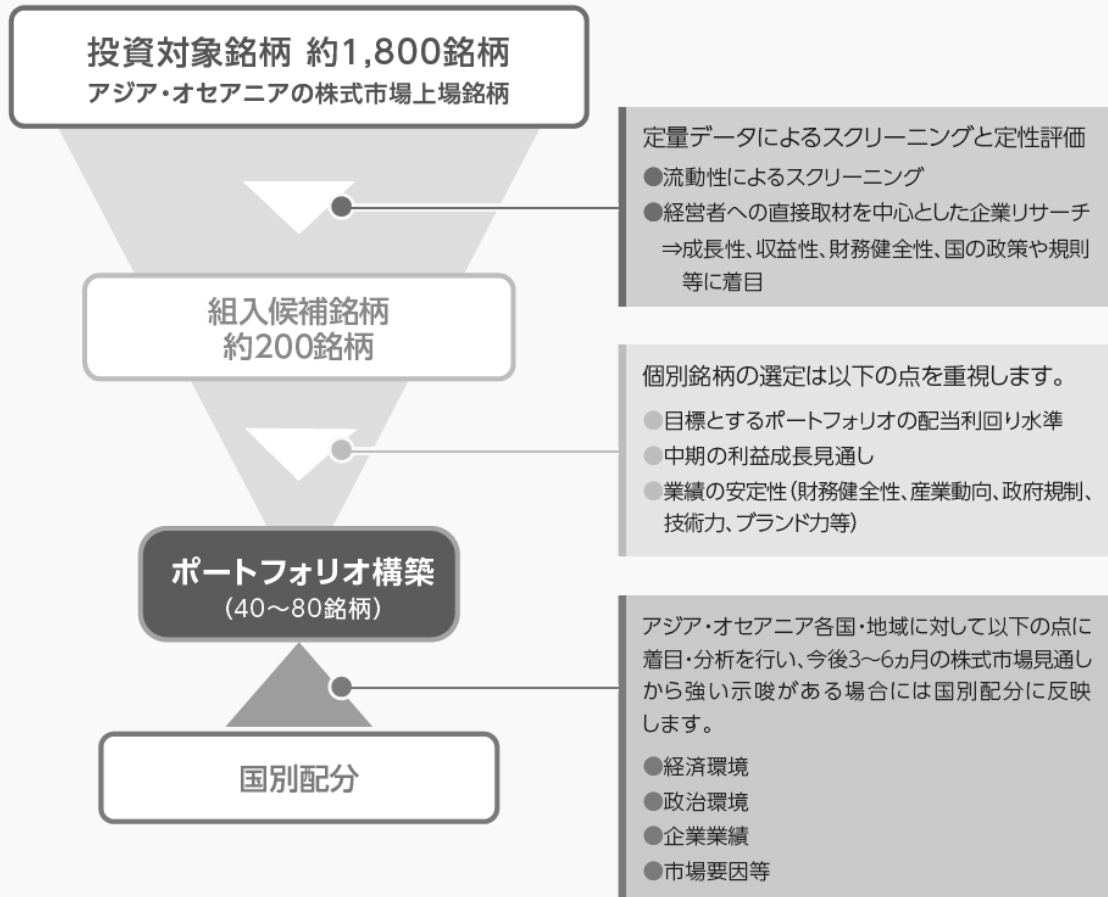 投資対象銘柄 約1,800銘柄
アジア・オセアニアの株式市場上場銘柄
定量データによるスクリーニングと定性評価
●流動性によるスクリーニング
●経営者への直接取材を中心とした企業リサーチ
⇒成長性、収益性、財務健全性、国の政策や規則
等に着目
組入候補銘柄
約200銘柄
個別銘柄の選定は以下の点を重視します。
●目標とするポートフォリオの配当利回り水準
●中期の利益成長見通し
●業績の安定性(財務健全性、産業動向、政府規制、
技術力、ブランド力等)
ポートフォリオ構築
(40～80銘柄)
アジア・オセアニア各国・地域に対して以下の点に
着目・分析を行い、今後3～6ヵ月の株式市場見通し
から強い示唆がある場合には国別配分に反映
します。
●経済環境
●政治環境
●企業業績
●市場要因等
国別配分